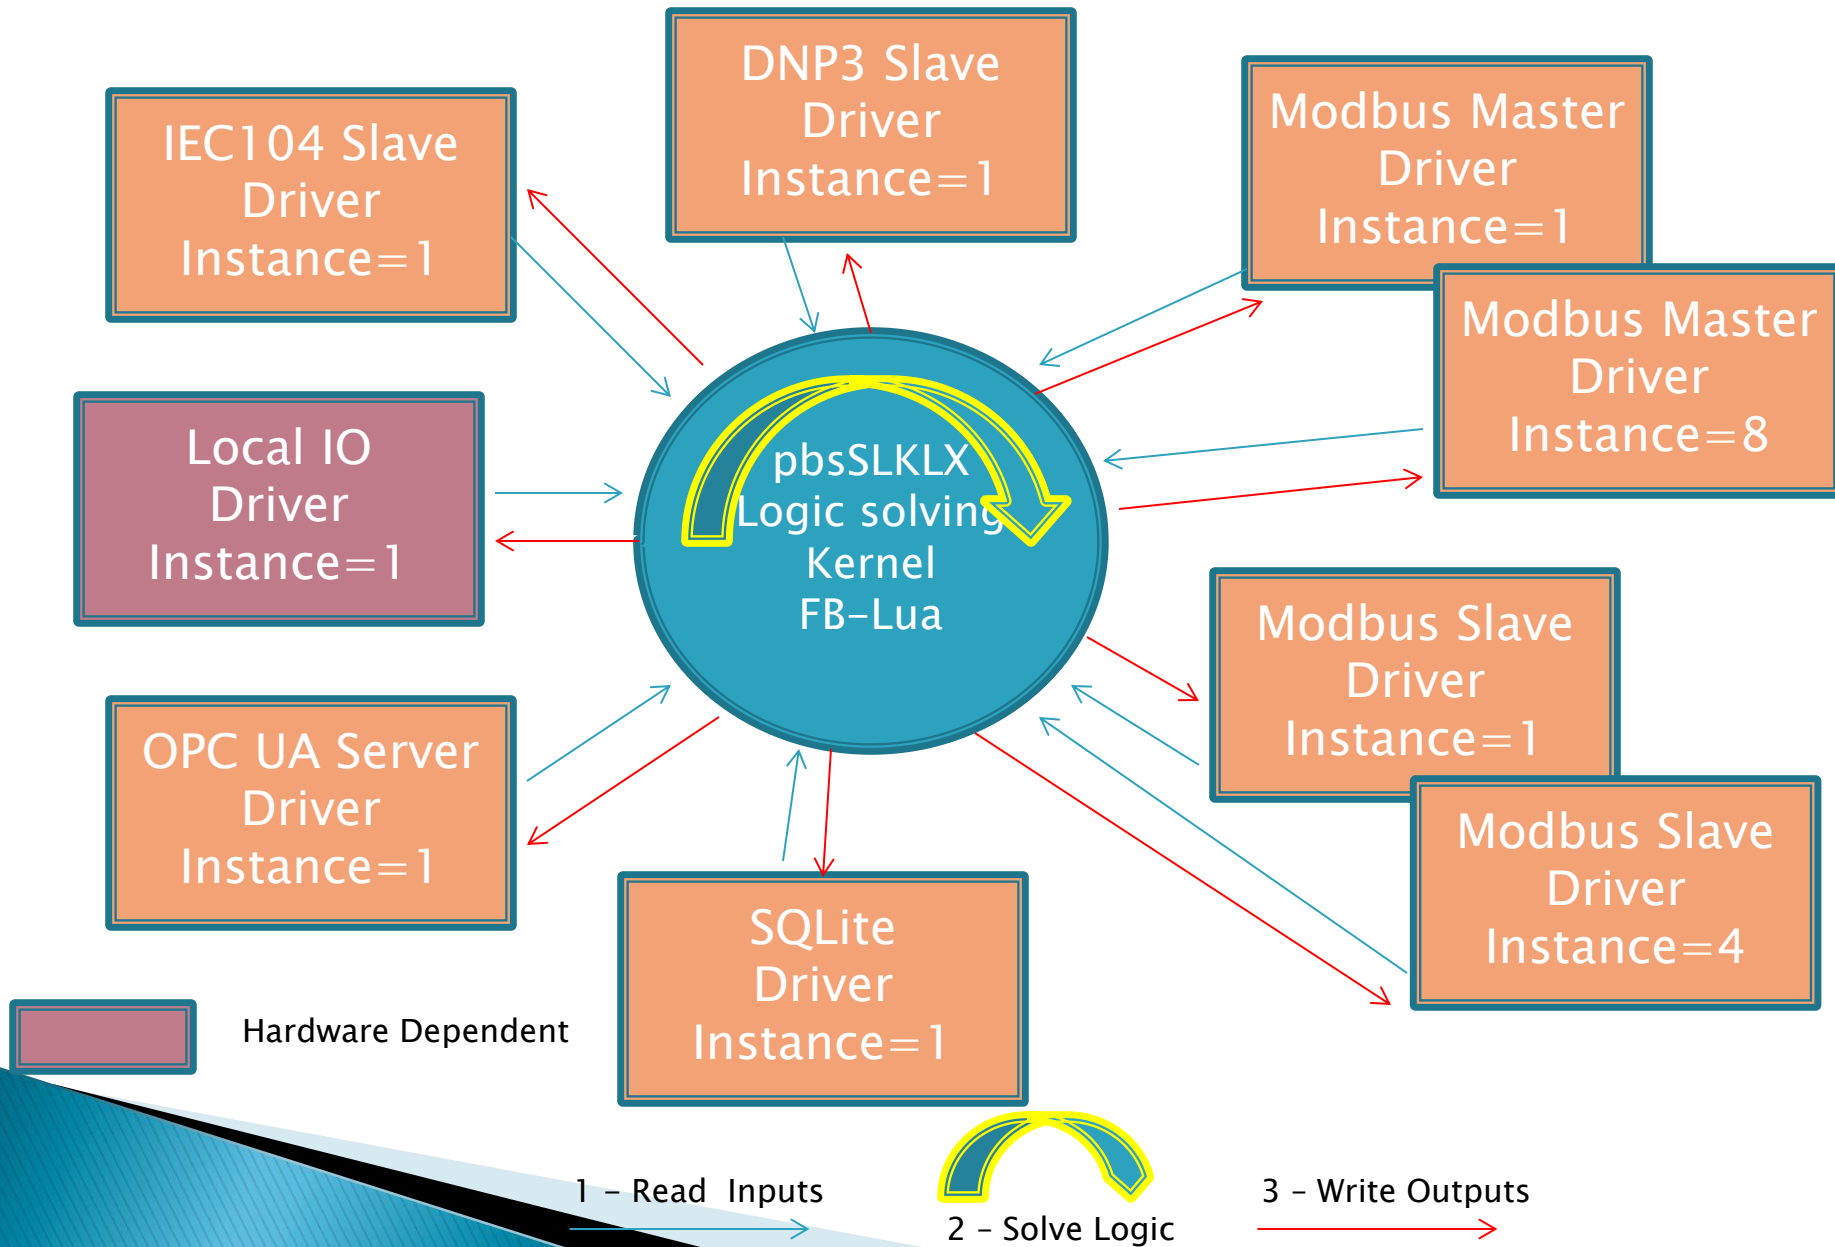 DNP3 Slave
Driver
Instance=1
IEC104 Slave
Driver
Instance=1
Modbus Master
Driver
Instance=1
Modbus Master
Driver
Instance=8
Local IO
Driver
Instance=1
pbsSLKLX
Logic solving
Kernel
FB-Lua
Modbus Slave
Driver
Instance=1
OPC UA Server
Driver
Instance=1
Modbus Slave
Driver
Instance=4
SQLite
Driver
Instance=1
Hardware Dependent
1 – Read  Inputs
2 – Solve Logic
3 – Write Outputs